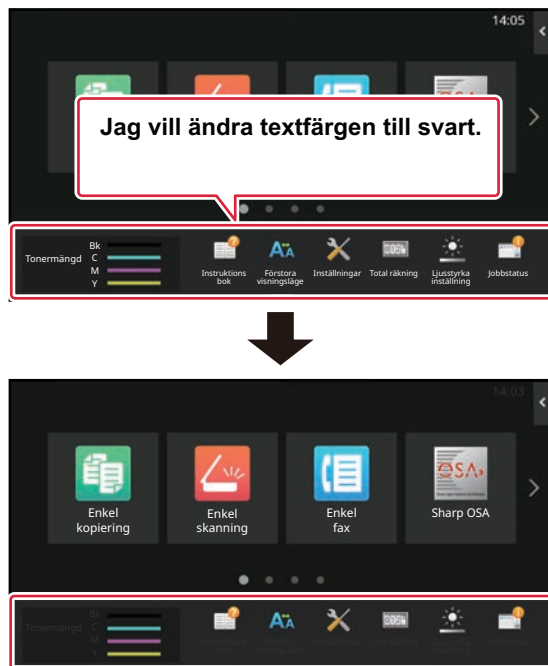 14:05
Jag vill ändra textfärgen till svart.
Tonermängd
Bk
C
M
Y
Instruktions
bok
Förstora
visningsläge
Inställningar
Total räkning
Ljusstyrka
inställning
Jobbstatus
14:03
Enkel
kopiering
Enkel
skanning
Enkel
fax
OSA
Sharp OSA
Tonermängd
Bk
C
M
Y